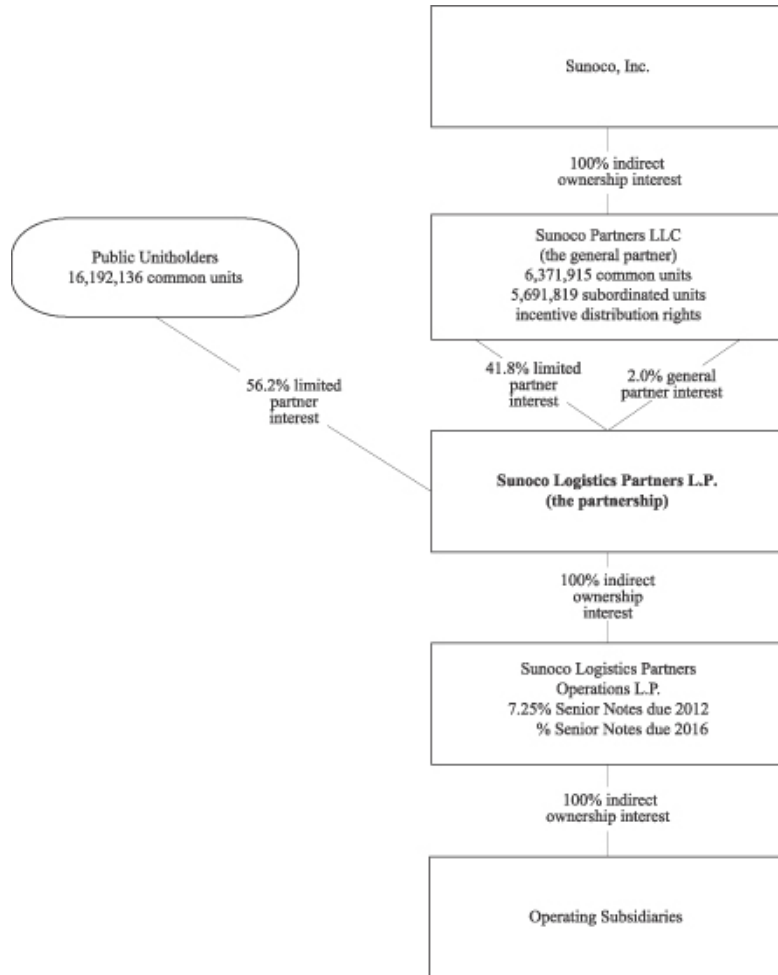 Sunoco, Inc.
100% indirect
ownership interest
Public Unitholders
16,192,136 common units
Sunoco Partners LLC
(the general partner)
6,371,915 common units
5,691,819 subordinated units
incentive distribution rights
56.2% limited
partner
interest
41.8% limited
partner
interest
2.0% general
partner interest
Sunoco Logistics Partners L.P.
(the partnership)
100% indirect
ownership
interest
Sunoco Logistics Partners
Operations L.P.
7.25% Senior Notes due 2012
% Senior Notes due 2016
100% indirect
ownership interest
Operating Subsidiaries